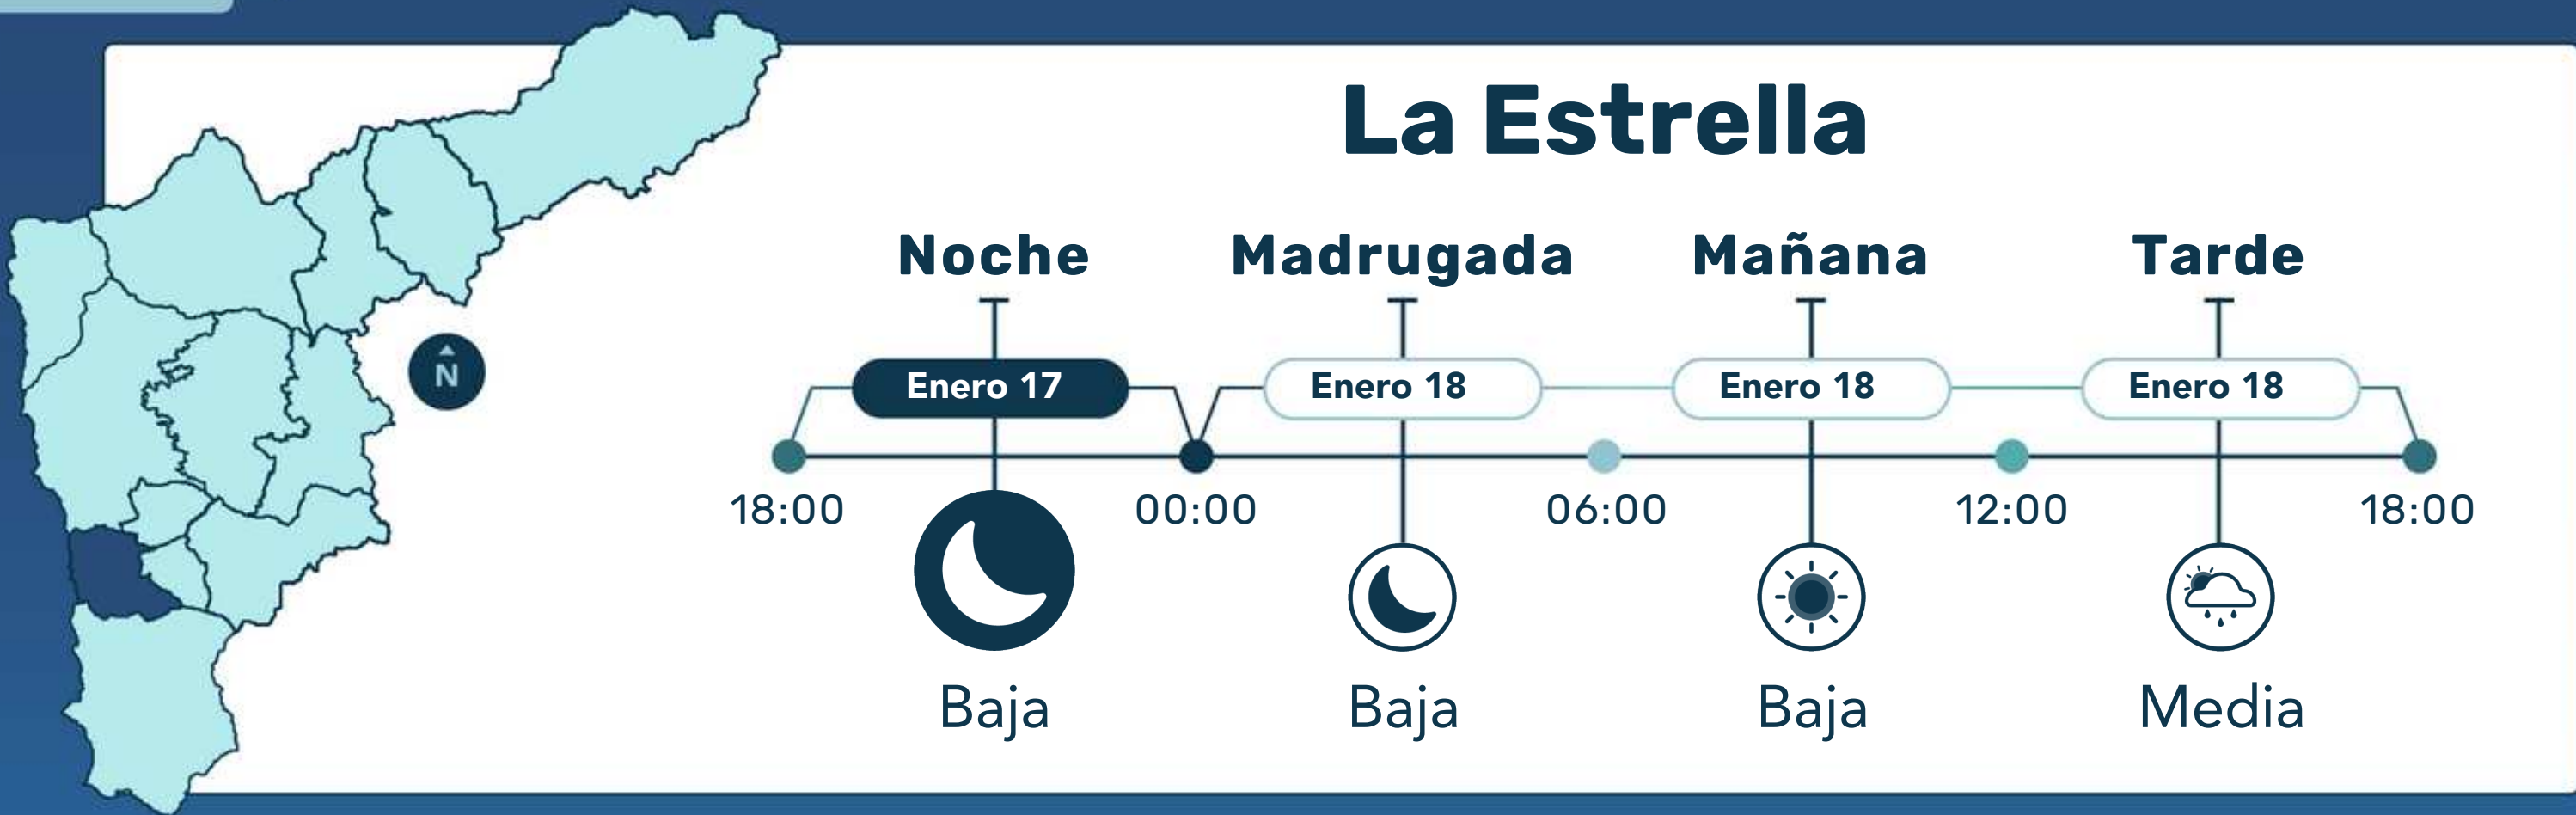 La Estrella
Noche Madrugada Mañana Tarde
Enero 17 Enero 18 Enero 18 Enero 18
N
18:00 00:00 06:00 12:00 18:00
Baja Baja Baja Media